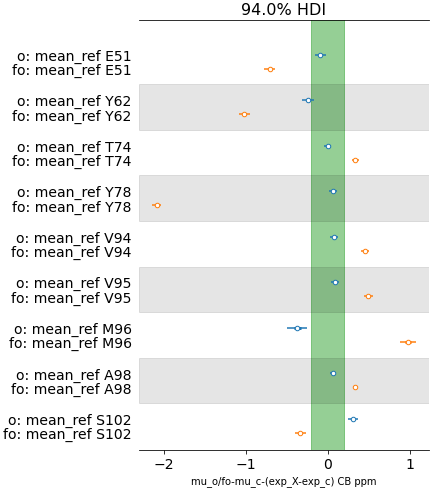 94.0% HDI
o: mean_ref E51
fo: mean_ref E51
o: mean_ref Y62
fo: mean_ref Y62
o: mean_ref T74
fo: mean_ref T74
o: mean_ref Y78
fo: mean_ref Y78
o: mean_ref V94
fo: mean_ref V94
o: mean_ref V95
fo: mean_ref V95
o: mean_ref M96
fo: mean_ref M96
o: mean_ref A98
fo: mean_ref A98
o: mean_ref S102
fo: mean_ref S102
−2 −1 0 1
mu_o/fo-mu_c-(exp_X-exp_c) CB ppm